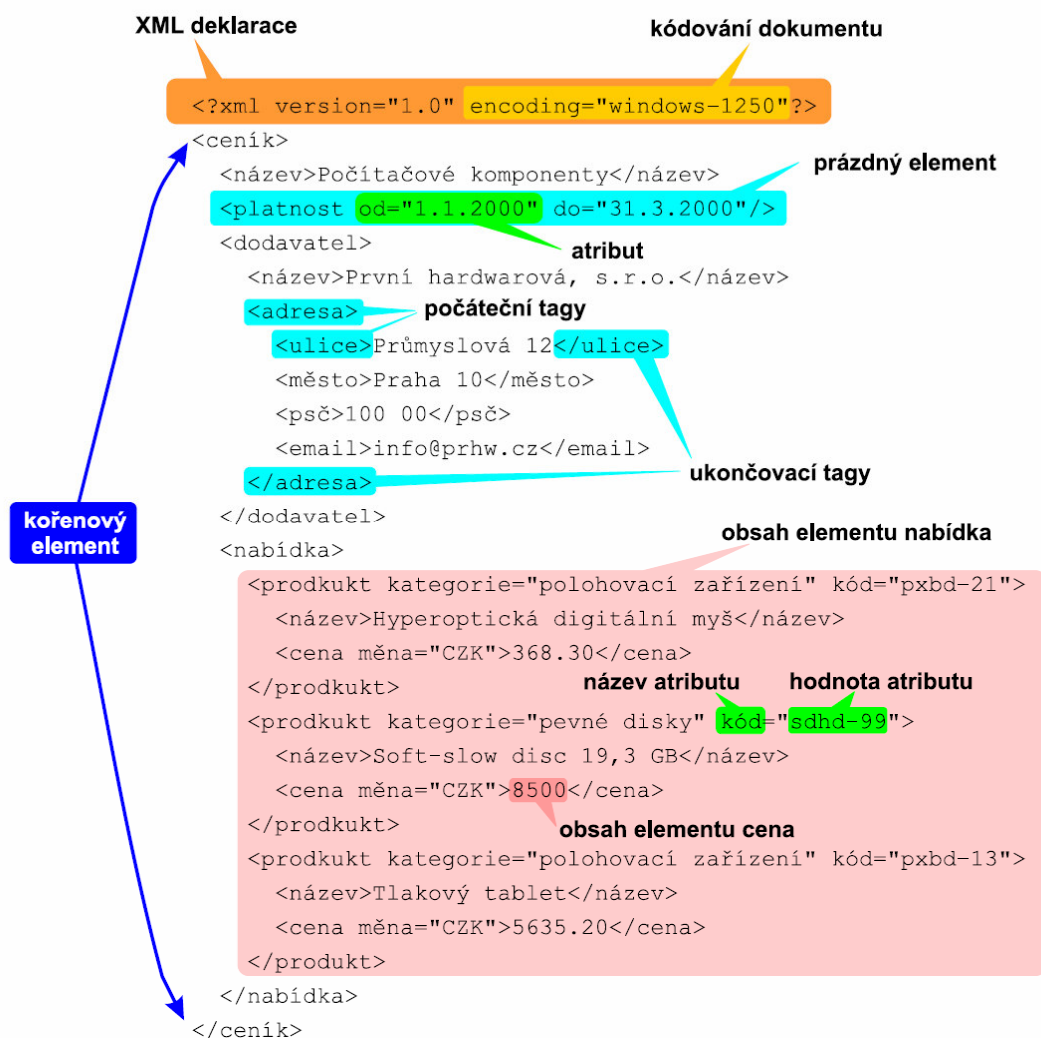 XML deklarace
kódování dokumentu
<?xml version="1.0" encoding="windows-1250"?>
<ceník>
prázdný element
<název>Počítačové komponenty</název>
<platnost od="1.1.2000" do="31.3.2000"/>
<dodavatel>
atribut
<název>První hardwarová, s.r.o.</název>
<adresa>
počáteční tagy
<ulice>Průmyslová 12</ulice>
<město>Praha 10</město>
<psč>100 00</psč>
<email>info@prhw.cz</email>
ukončovací tagy
</adresa>
kořenový
element
</dodavatel>
obsah elementu nabídka
<nabídka>
<prodkukt kategorie="polohovací zařízení" kód="pxbd-21">
<název>Hyperoptická digitální myš</název>
<cena měna="CZK">368.30</cena>
</prodkukt>
název atributu
hodnota atributu
<prodkukt kategorie="pevné disky" kód="sdhd-99">
<název>Soft-slow disc 19,3 GB</název>
<cena měna="CZK">8500</cena>
</prodkukt>
obsah elementu cena
<prodkukt kategorie="polohovací zařízení" kód="pxbd-13">
<název>Tlakový tablet</název>
<cena měna="CZK">5635.20</cena>
</produkt>
</nabídka>
</ceník>